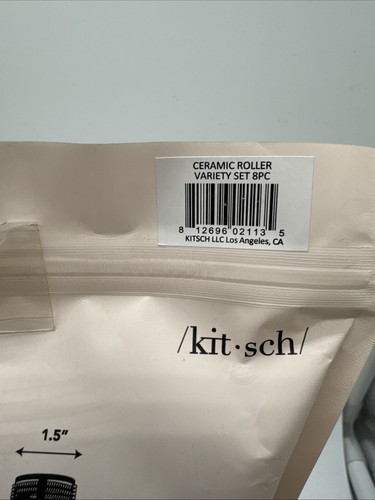 CERAMIC ROLLER
VARIETY SET 8PC
8 12696 02113 5
KITSCH LLC Los Angeles, CA
/kit·sch/
1.5"